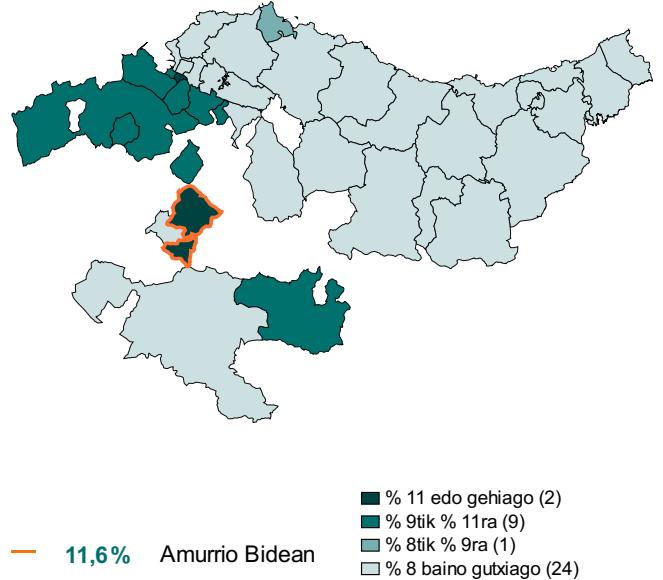 % 11 edo gehiago (2)
% 9tik % 11ra (9)
% 8tik % 9ra (1)
% 8 baino gutxiago (24)
11,6% Amurrio Bidean